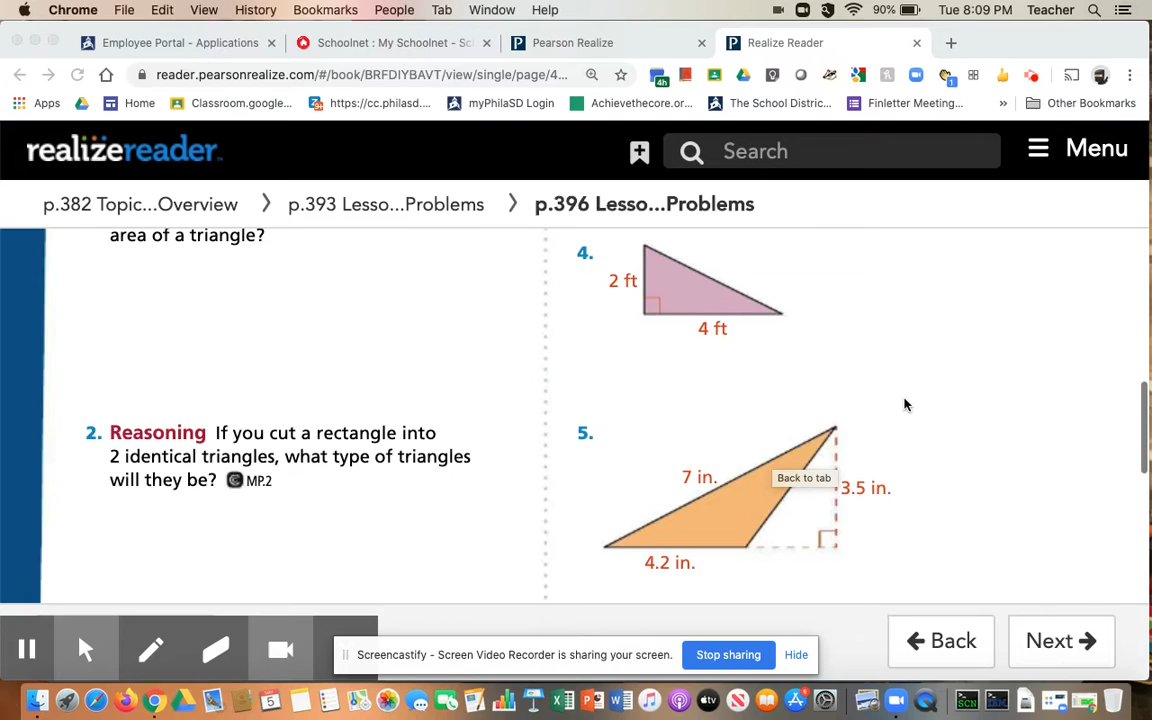 Chrome File Edit View History Bookmarks People Tab Window Help 90% Tue 8:09 PM Teacher
Employee Portal - Applications
Schoolnet : My Schoolnet - Sc
Pearson Realize
Realize Reader
reader.pearsonrealize.com/#/book/BRFDIYBAVT/view/single/page/4...
4h
1
Apps
Home
Classroom.google...
https://cc.philasd....
myPhilaSD Login
Achievethecore.or...
The School Distric...
Finletter Meeting...
»
Other Bookmarks
realizereader
Search
Menu
p.382 Topic...Overview > p.393 Lesso...Problems > p.396 Lesso...Problems
area of a triangle?
2. Reasoning If you cut a rectangle into
2 identical triangles, what type of triangles
will they be? MP.2
4.
2 ft
4 ft
5.
7 in.
Back to tab
3.5 in.
4.2 in.
Back
Next
Screencastify - Screen Video Recorder is sharing your screen.
Stop sharing
Hide